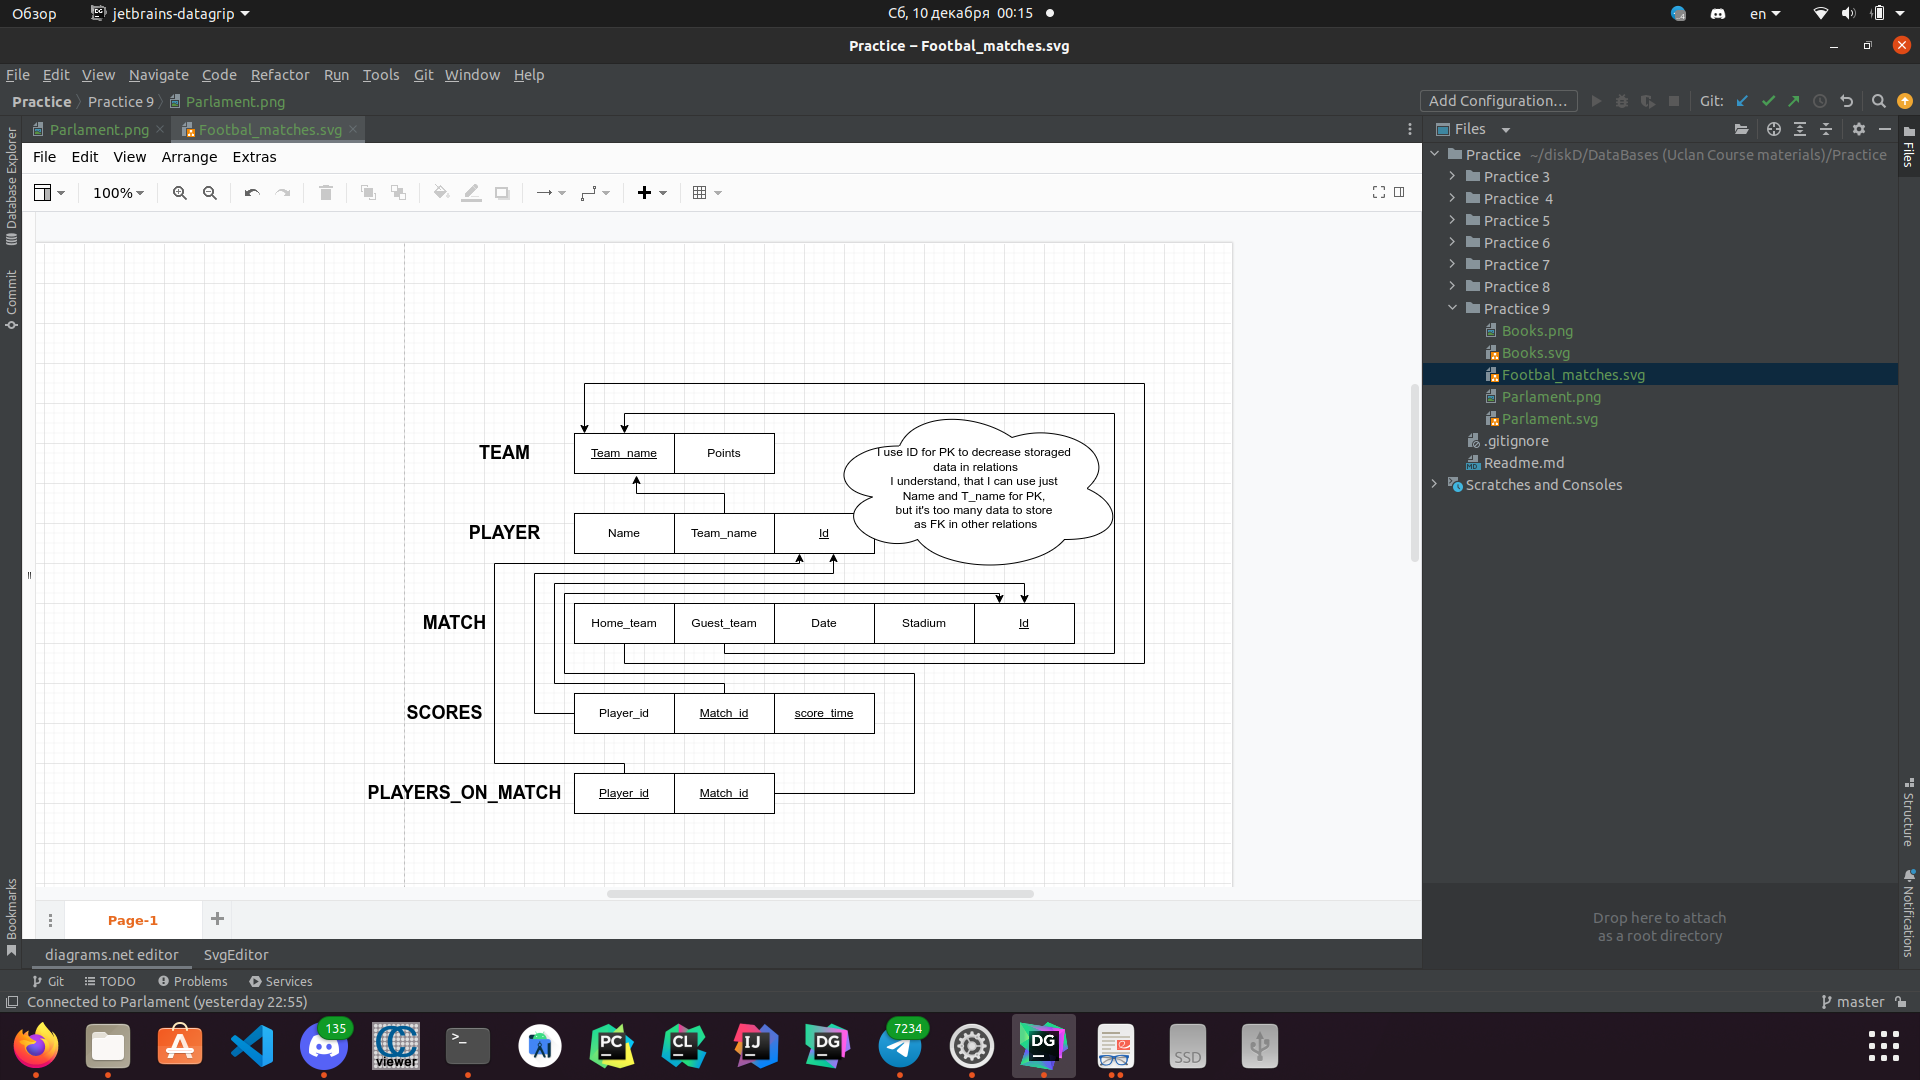 Обзор
jetbrains-datagrip
Сб, 10 декабря 00:15
en
Practice – Footbal_matches.svg
File Edit View Navigate Code Refactor Run Tools Git Window Help
Practice Practice 9 Parlament.png
Add Configuration...
Git:
Parlament.png
Footbal_matches.svg
File Edit View Arrange Extras
100%
Database Explorer
Commit
Bookmarks
TEAM
Team_name
Points
I use ID for PK to decrease storaged
data in relations
I understand, that I can use just
Name and T_name for PK,
but it's too many data to store
as FK in other relations
PLAYER
Name
Team_name
Id
MATCH
Home_team
Guest_team
Date
Stadium
Id
SCORES
Player_id
Match_id
score_time
PLAYERS_ON_MATCH
Player_id
Match_id
Page-1
diagrams.net editor
SvgEditor
Files
Practice ~/diskD/DataBases (Uclan Course materials)/Practice
Practice 3
Practice 4
Practice 5
Practice 6
Practice 7
Practice 8
Practice 9
Books.png
Books.svg
Footbal_matches.svg
Parlament.png
Parlament.svg
.gitignore
Readme.md
Scratches and Consoles
Drop here to attach
as a root directory
Files
Structure
Notifications
Git TODO Problems Services
Connected to Parlament (yesterday 22:55)
master
135
CCC
viewer
>_
PC
CL
IJ
DG
7234
DG
SSD